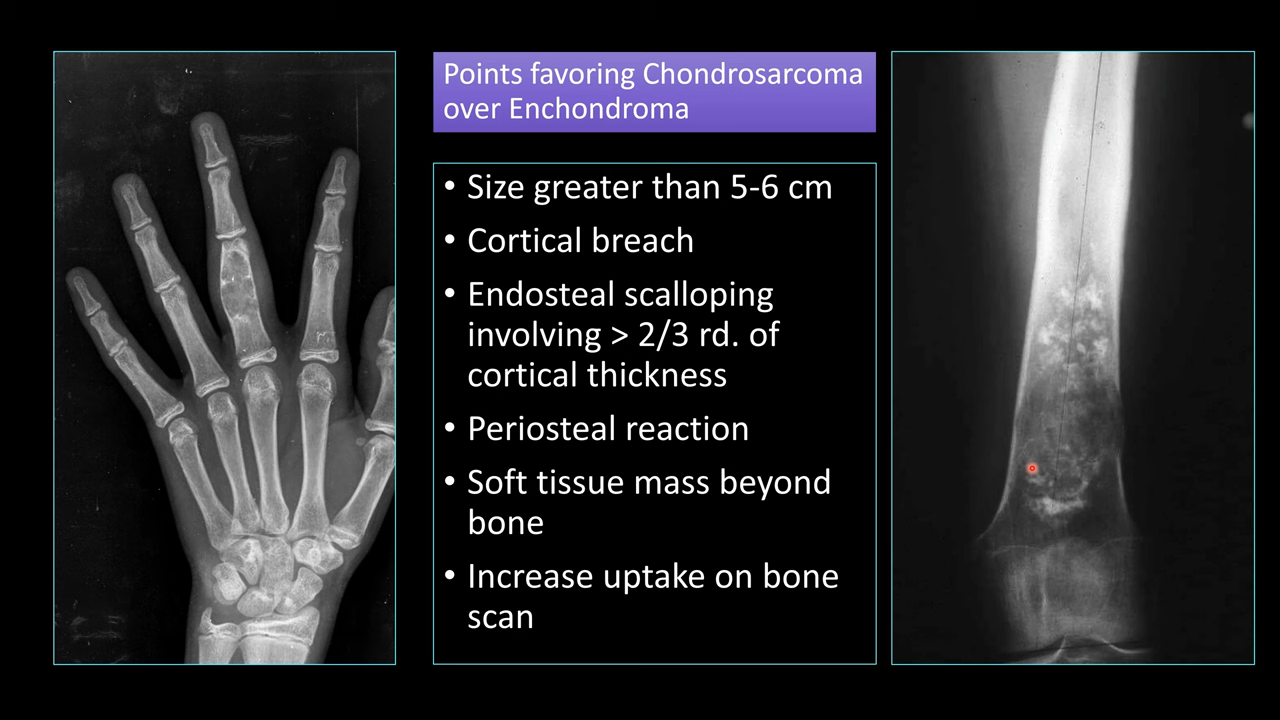 Points favoring Chondrosarcoma
over Enchondroma
• Size greater than 5-6 cm
• Cortical breach
• Endosteal scalloping
involving > 2/3 rd. of
cortical thickness
• Periosteal reaction
• Soft tissue mass beyond
bone
• Increase uptake on bone
scan